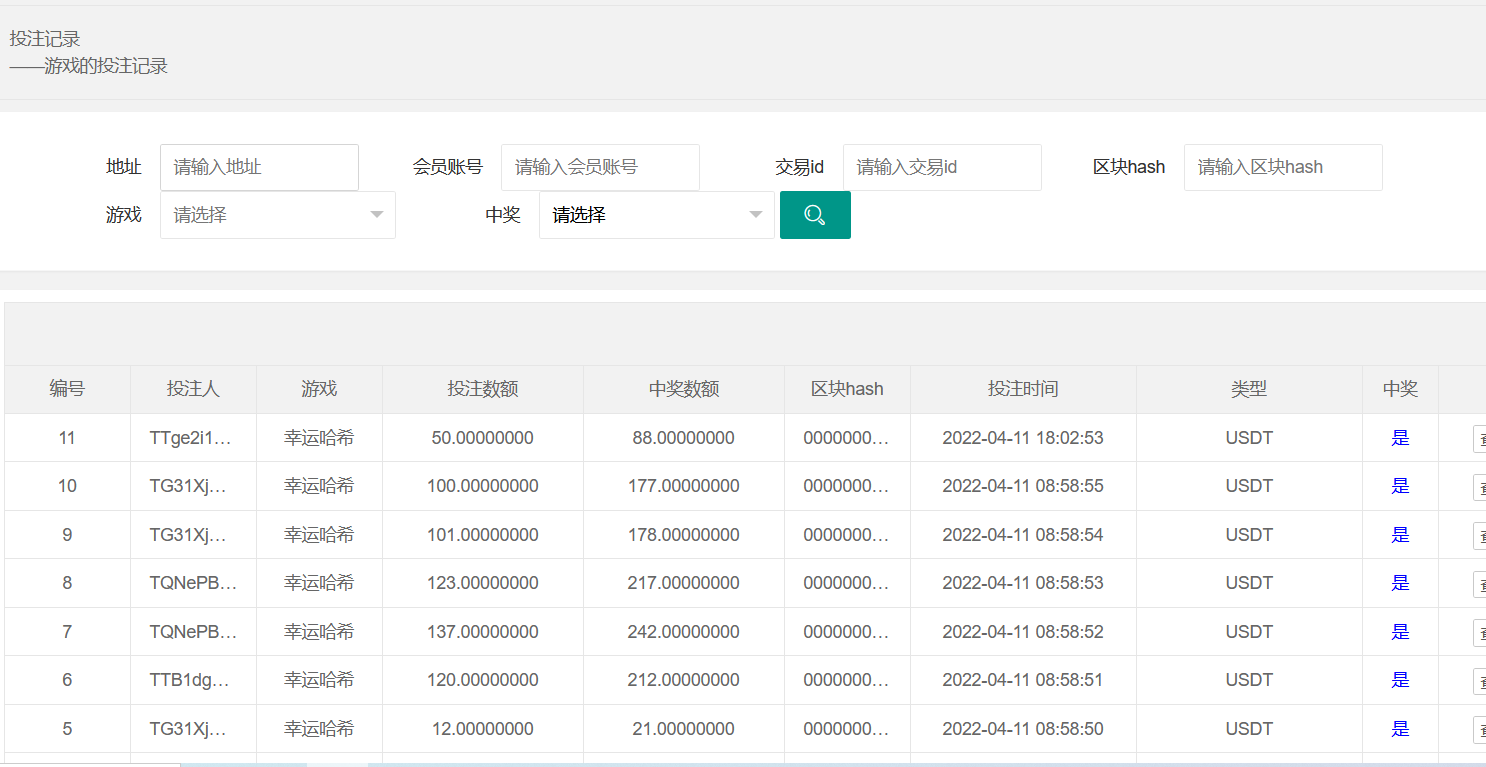 投注记录
——游戏的投注记录
地址 请输入地址 会员账号 请输入会员账号 交易id 请输入交易id 区块hash 请输入区块hash
游戏 请选择 中奖 请选择
编号 投注人 游戏 投注数额 中奖数额 区块hash 投注时间 类型 中奖
11 TTge2i1... 幸运哈希 50.00000000 88.00000000 0000000... 2022-04-11 18:02:53 USDT 是
10 TG31Xj... 幸运哈希 100.00000000 177.00000000 0000000... 2022-04-11 08:58:55 USDT 是
9 TG31Xj... 幸运哈希 101.00000000 178.00000000 0000000... 2022-04-11 08:58:54 USDT 是
8 TQNePB... 幸运哈希 123.00000000 217.00000000 0000000... 2022-04-11 08:58:53 USDT 是
7 TQNePB... 幸运哈希 137.00000000 242.00000000 0000000... 2022-04-11 08:58:52 USDT 是
6 TTB1dg... 幸运哈希 120.00000000 212.00000000 0000000... 2022-04-11 08:58:51 USDT 是
5 TG31Xj... 幸运哈希 12.00000000 21.00000000 0000000... 2022-04-11 08:58:50 USDT 是